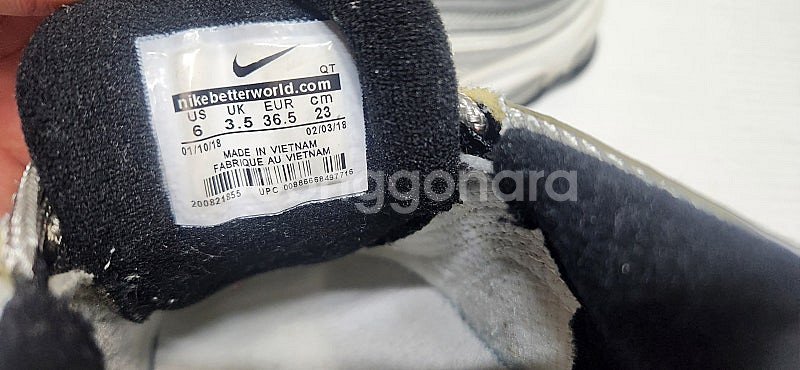 QT
nikebetterworld.com
US UK EUR cm
6 3.5 36.5 23
01/10/18 02/03/18
MADE IN VIETNAM
FABRIQUE AU VIETNAM
200821855 UPC 00886668497716